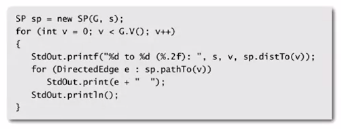 SP sp = new SP(G, s);
for (int v = 0; v < G.V(); v++)
{
StdOut.printf("%d to %d (%.2f): ", s, v, sp.distTo(v));
for (DirectedEdge e : sp.pathTo(v))
StdOut.print(e + "  ");
StdOut.println();
}